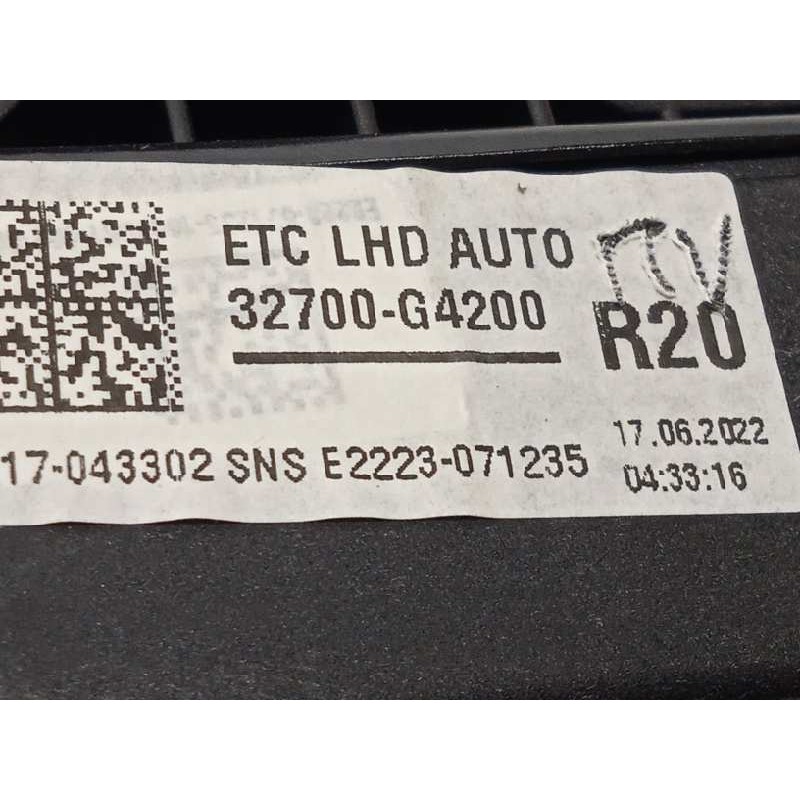 ETC LHD AUTO
32700-G4200
R20
17-043302 SNS E2223-071235
17.06.2022
04:33:16